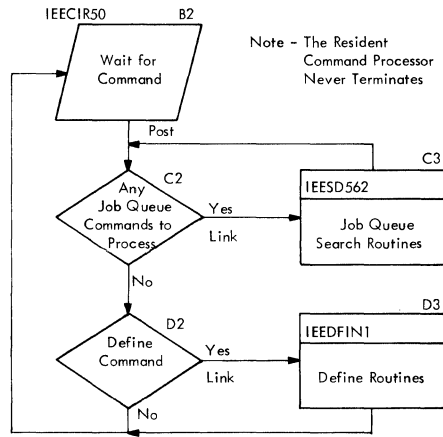 IEECIR50
B2
Wait for
Command
Note - The Resident
Command Processor
Never Terminates
Post
C3
C2
Any
Job Queue
Commands to
Process
Yes
Link
IEESD562
Job Queue
Search Routines
No
D3
D2
Define
Command
Yes
Link
IEEDFIN1
Define Routines
No